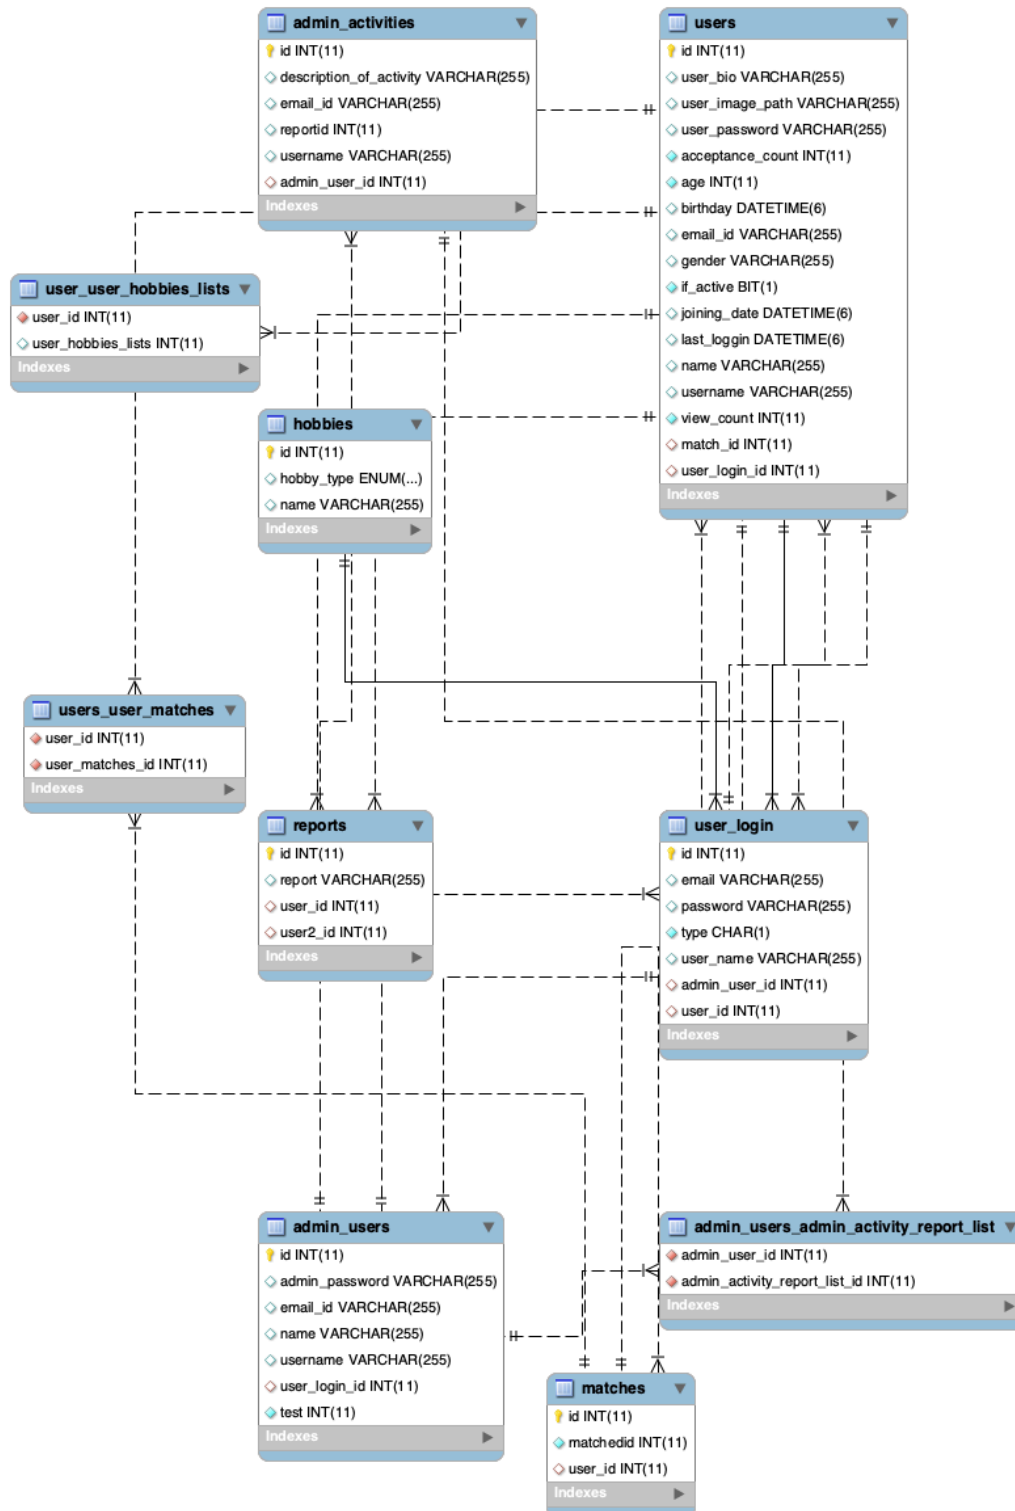 admin_activities
id INT(11)
description_of_activity VARCHAR(255)
email_id VARCHAR(255)
reportid INT(11)
username VARCHAR(255)
admin_user_id INT(11)
Indexes
users
id INT(11)
user_bio VARCHAR(255)
user_image_path VARCHAR(255)
user_password VARCHAR(255)
acceptance_count INT(11)
age INT(11)
birthday DATETIME(6)
email_id VARCHAR(255)
gender VARCHAR(255)
if_active BIT(1)
joining_date DATETIME(6)
last_loggin DATETIME(6)
name VARCHAR(255)
username VARCHAR(255)
view_count INT(11)
match_id INT(11)
user_login_id INT(11)
Indexes
user_user_hobbies_lists
user_id INT(11)
user_hobbies_lists INT(11)
Indexes
hobbies
id INT(11)
hobby_type ENUM(...)
name VARCHAR(255)
Indexes
users_user_matches
user_id INT(11)
user_matches_id INT(11)
Indexes
reports
id INT(11)
report VARCHAR(255)
user_id INT(11)
user2_id INT(11)
Indexes
user_login
id INT(11)
email VARCHAR(255)
password VARCHAR(255)
type CHAR(1)
user_name VARCHAR(255)
admin_user_id INT(11)
user_id INT(11)
Indexes
admin_users
id INT(11)
admin_password VARCHAR(255)
email_id VARCHAR(255)
name VARCHAR(255)
username VARCHAR(255)
user_login_id INT(11)
test INT(11)
Indexes
admin_users_admin_activity_report_list
admin_user_id INT(11)
admin_activity_report_list_id INT(11)
Indexes
matches
id INT(11)
matchedid INT(11)
user_id INT(11)
Indexes